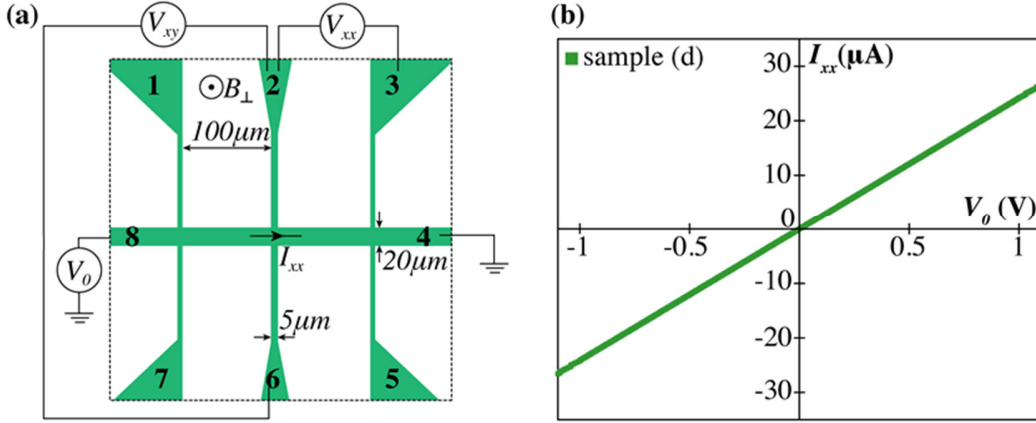 (a)
V_xy
V_xx
1
2
3
⊙B⊥
100μm
8
4
I_xx
20μm
V_0
5μm
7
6
5
(b)
sample (d)
I_xx(μA)
30
20
10
0
V_0 (V)
-1
-0.5
0.5
1
-10
-20
-30